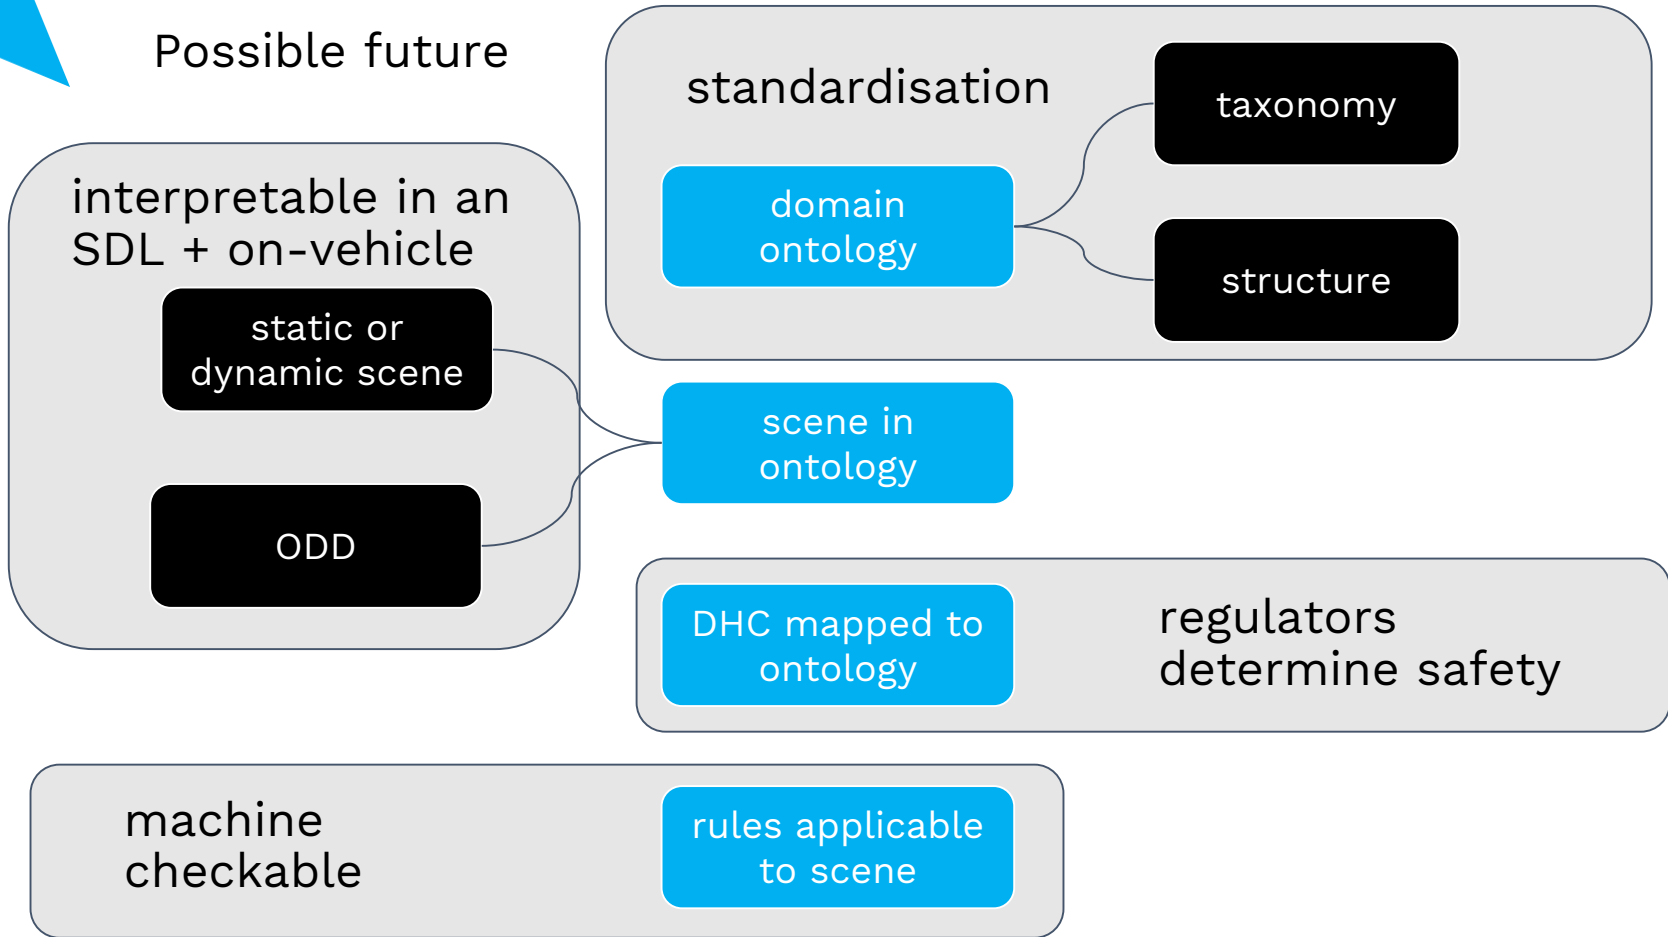 Possible future
standardisation
taxonomy
domain
ontology
structure
interpretable in an
SDL + on-vehicle
static or
dynamic scene
ODD
scene in
ontology
DHC mapped to
ontology
regulators
determine safety
machine
checkable
rules applicable
to scene